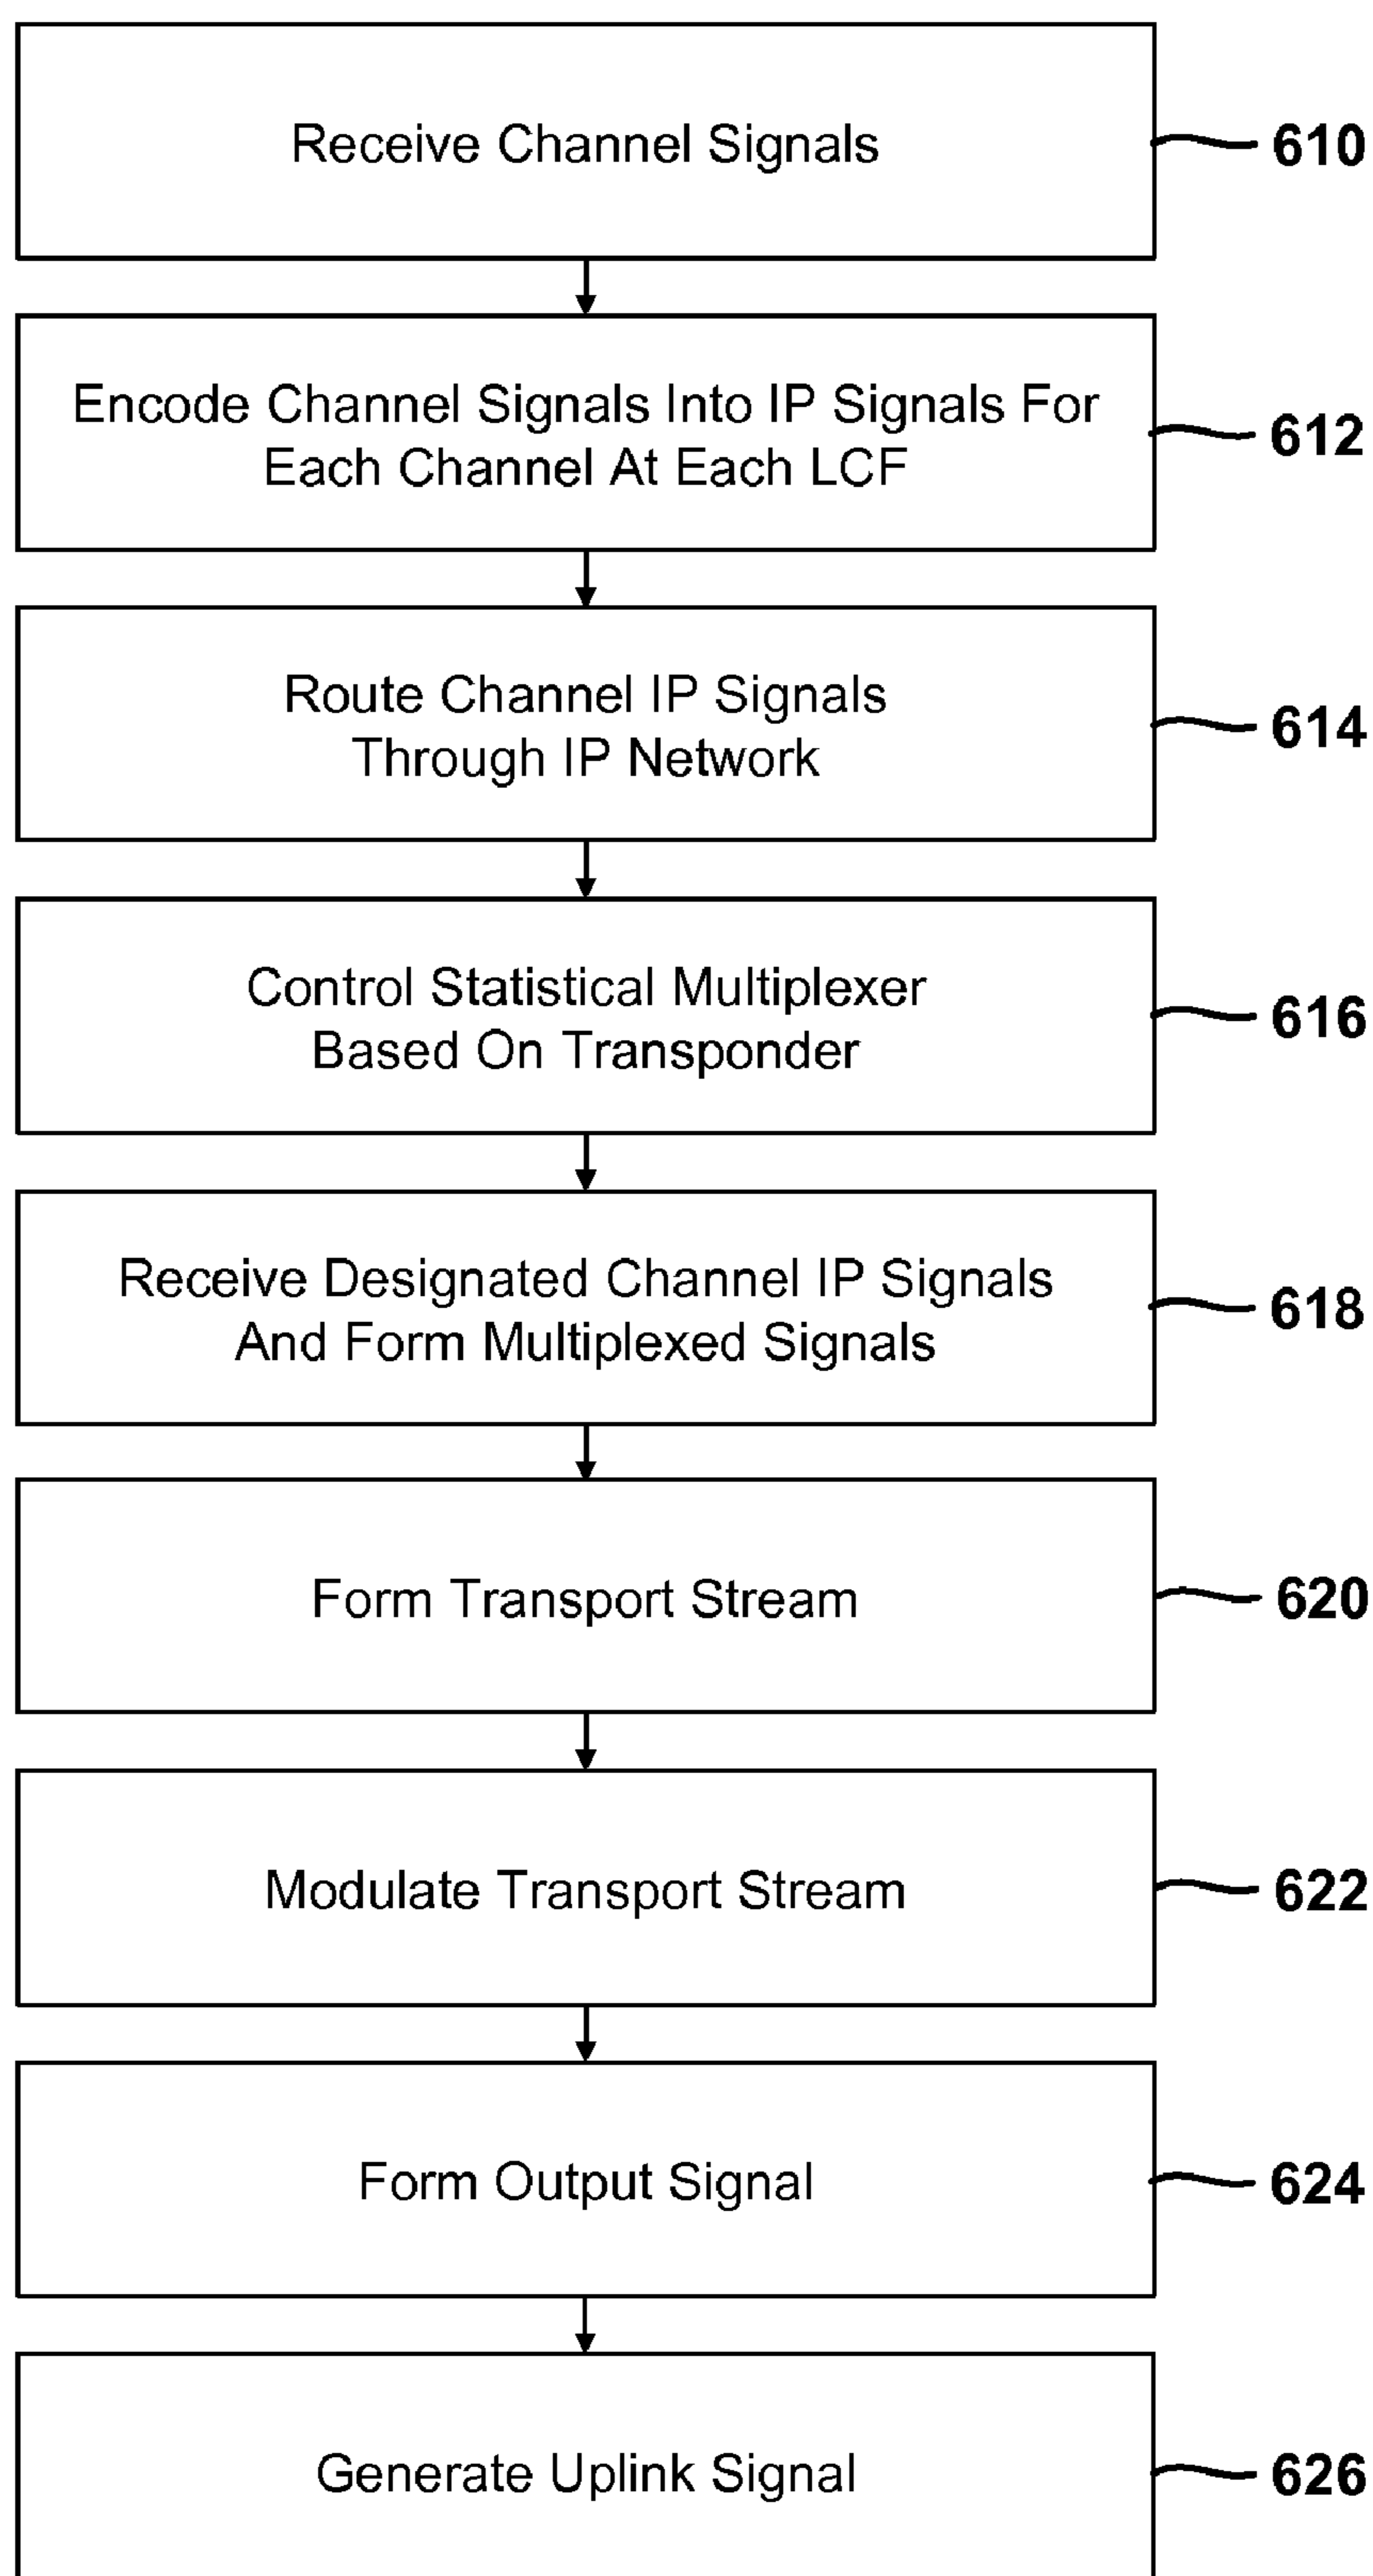 Receive Channel Signals
610
Encode Channel Signals Into IP Signals For
Each Channel At Each LCF
612
Route Channel IP Signals
Through IP Network
614
Control Statistical Multiplexer
Based On Transponder
616
Receive Designated Channel IP Signals
And Form Multiplexed Signals
618
Form Transport Stream
620
Modulate Transport Stream
622
Form Output Signal
624
Generate Uplink Signal
626